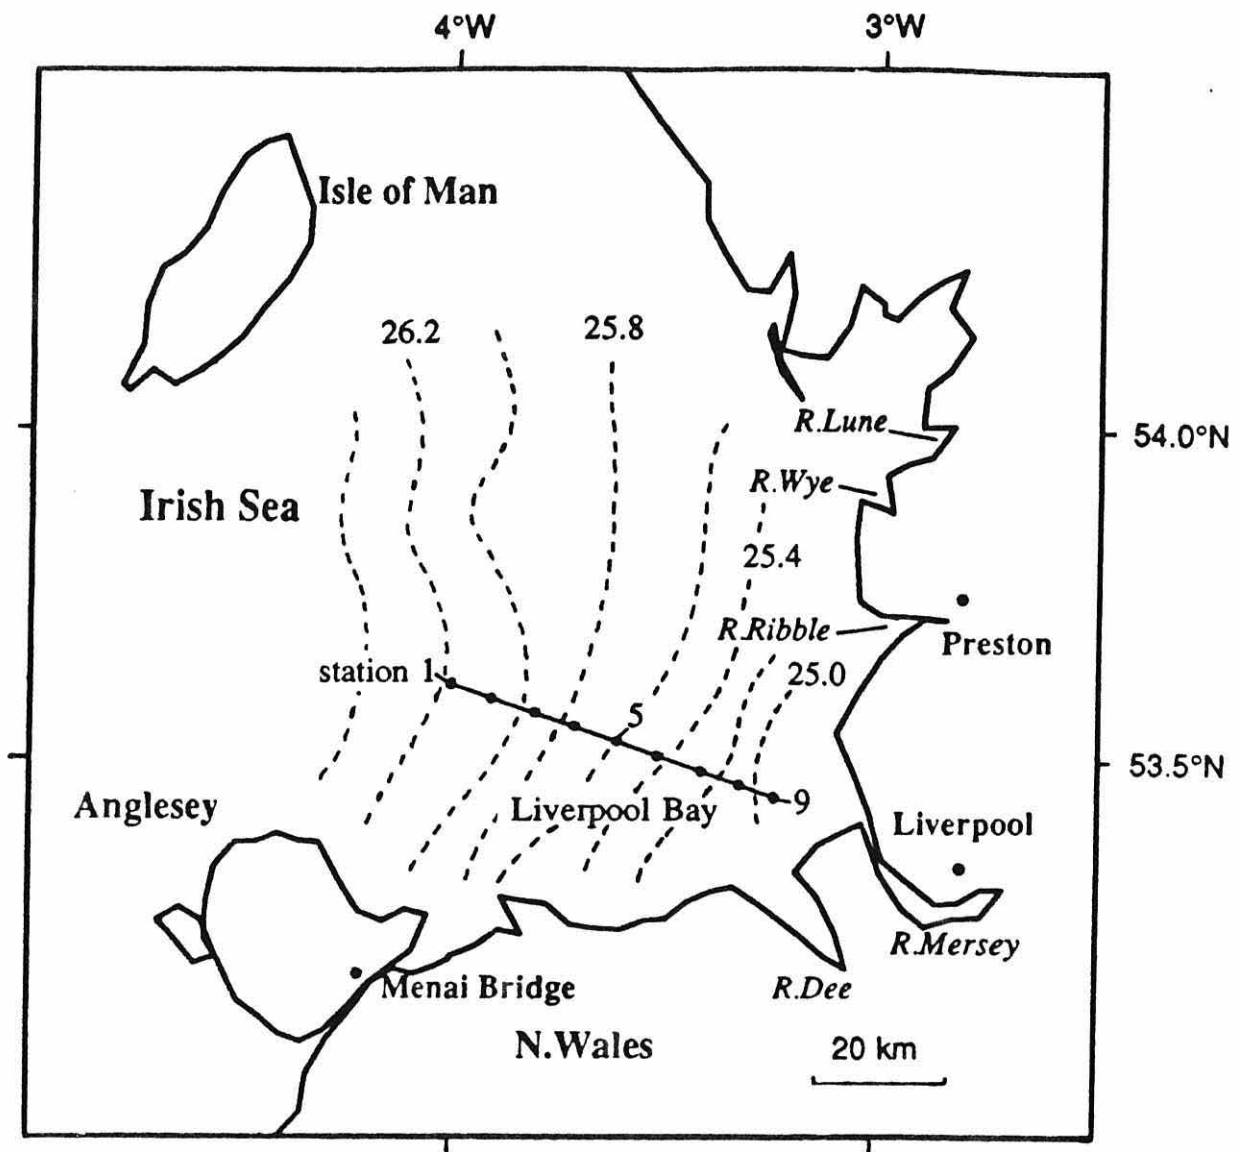 4°W
3°W
Isle of Man
26.2
25.8
R.Lune
54.0°N
R.Wye
Irish Sea
25.4
R.Ribble
Preston
station 1
25.0
5
53.5°N
Anglesey
Liverpool Bay
9
Liverpool
R.Mersey
Menai Bridge
R.Dee
N.Wales
20 km